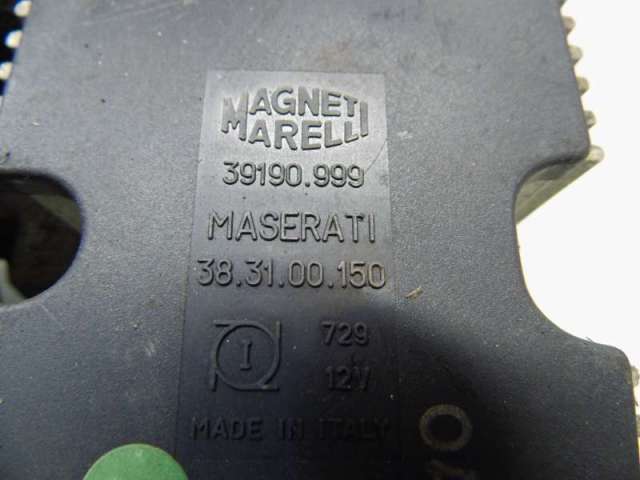 MAGNETI
MARELLI
39190.999
MASERATI
38.31.00.150
I 729
12V
MADE IN ITALY